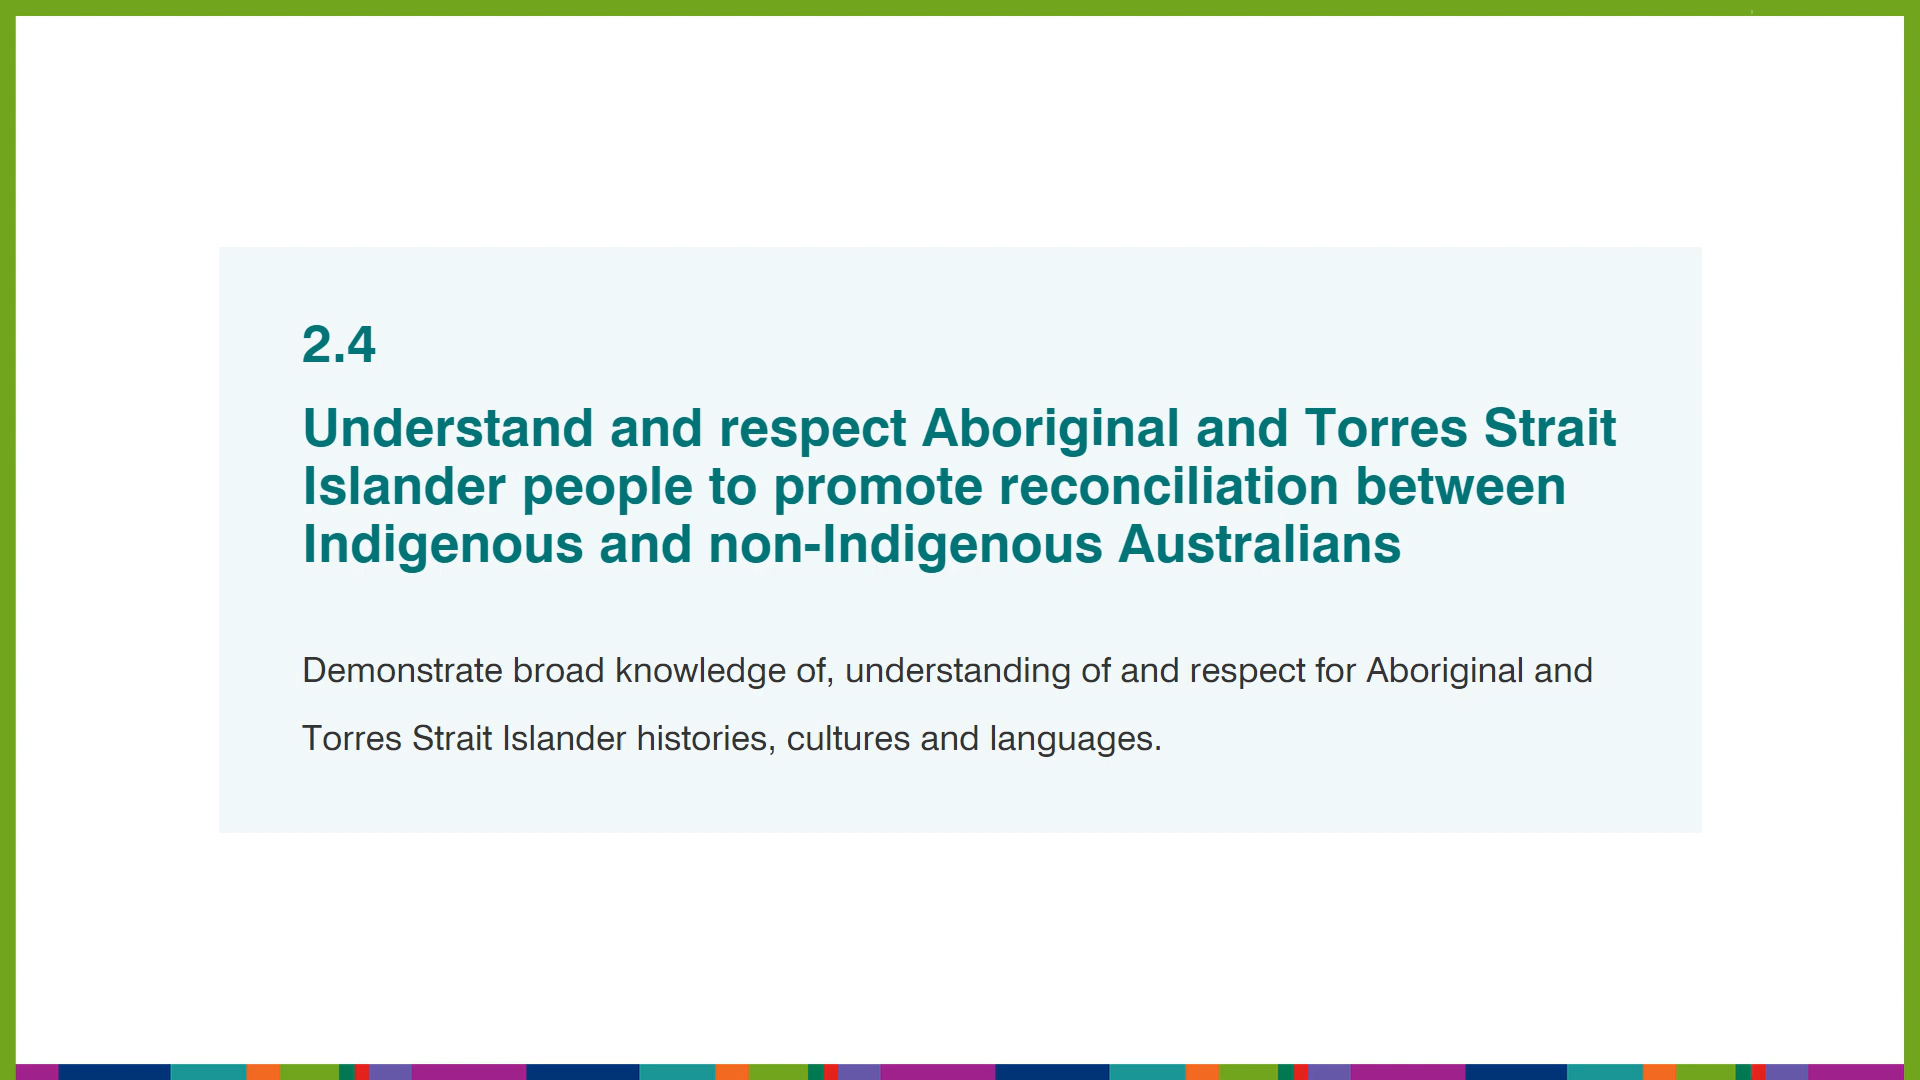 2.4
Understand and respect Aboriginal and Torres Strait
Islander people to promote reconciliation between
Indigenous and non-Indigenous Australians
Demonstrate broad knowledge of, understanding of and respect for Aboriginal and
Torres Strait Islander histories, cultures and languages.